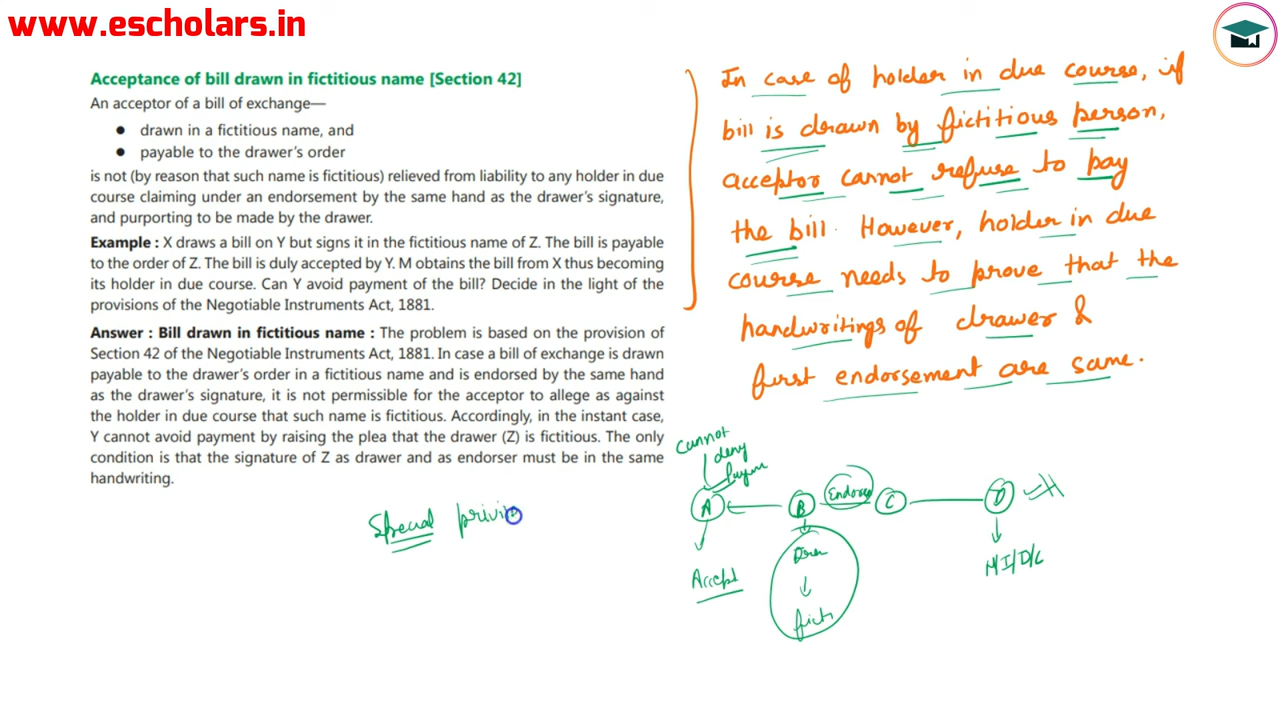 www.escholars.in
Acceptance of bill drawn in fictitious name [Section 42]
An acceptor of a bill of exchange—
● drawn in a fictitious name, and
● payable to the drawer's order
is not (by reason that such name is fictitious) relieved from liability to any holder in due
course claiming under an endorsement by the same hand as the drawer's signature,
and purporting to be made by the drawer.
Example : X draws a bill on Y but signs it in the fictitious name of Z. The bill is payable
to the order of Z. The bill is duly accepted by Y. M obtains the bill from X thus becoming
its holder in due course. Can Y avoid payment of the bill? Decide in the light of the
provisions of the Negotiable Instruments Act, 1881.
Answer : Bill drawn in fictitious name : The problem is based on the provision of
Section 42 of the Negotiable Instruments Act, 1881. In case a bill of exchange is drawn
payable to the drawer's order in a fictitious name and is endorsed by the same hand
as the drawer's signature, it is not permissible for the acceptor to allege as against
the holder in due course that such name is fictitious. Accordingly, in the instant case,
Y cannot avoid payment by raising the plea that the drawer (Z) is fictitious. The only
condition is that the signature of Z as drawer and as endorser must be in the same
handwriting.
In case of holder in due course, if
bill is drawn by fictitious person,
acceptor cannot refuse to pay
the bill. However, holder in due
course needs to prove that the
handwritings of drawer &
first endorsement are same.
cannot
deny
A B Endorse C D
Accept
Special